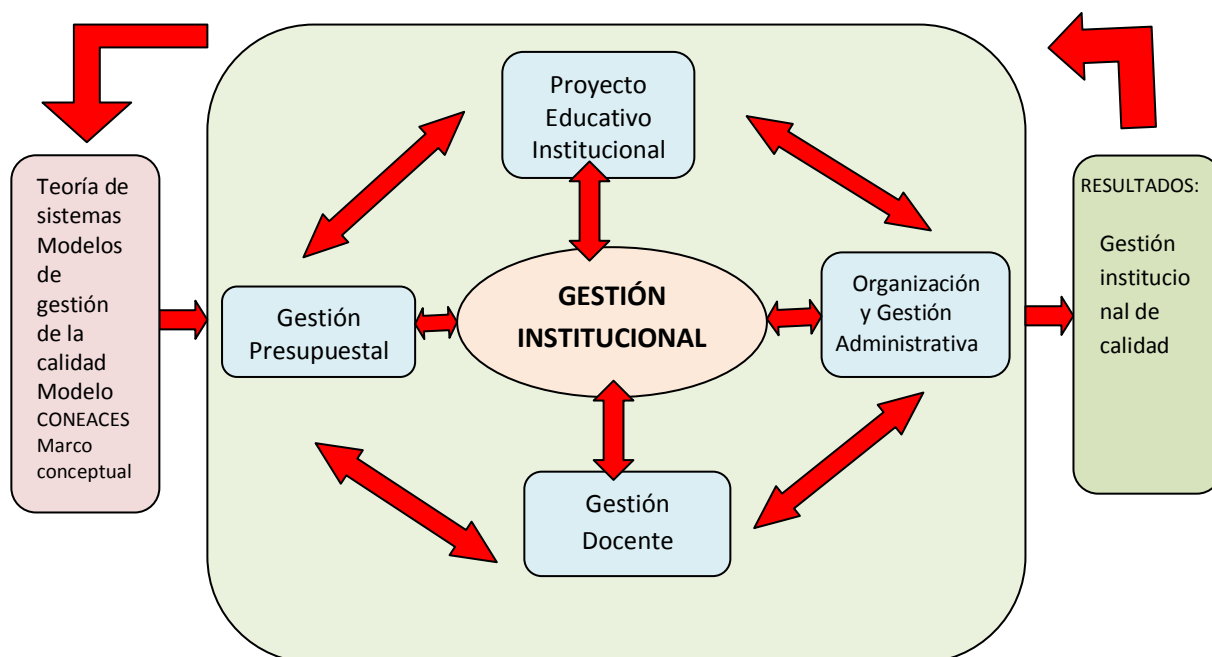 Teoría de
sistemas
Modelos
de
gestión
de la
calidad
Modelo
CONEACES
Marco
conceptual
Proyecto
Educativo
Institucional
Gestión
Presupuestal
GESTIÓN
INSTITUCIONAL
Organización
y Gestión
Administrativa
Gestión
Docente
RESULTADOS:
Gestión
institucio
nal de
calidad